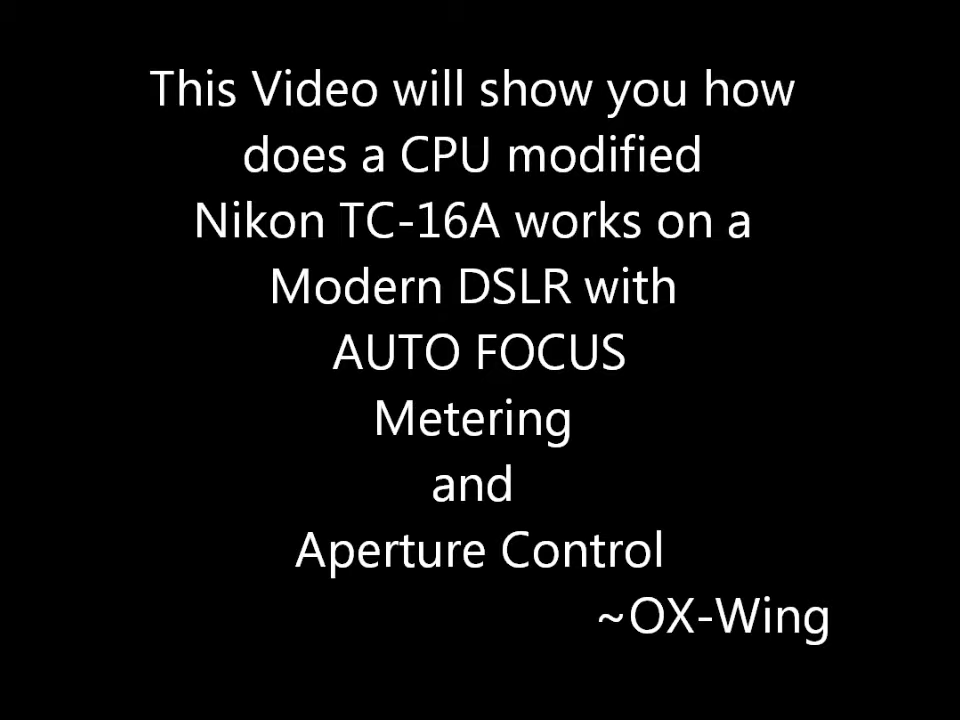 This Video will show you how
does a CPU modified
Nikon TC-16A works on a
Modern DSLR with
AUTO FOCUS
Metering
and
Aperture Control
~OX-Wing